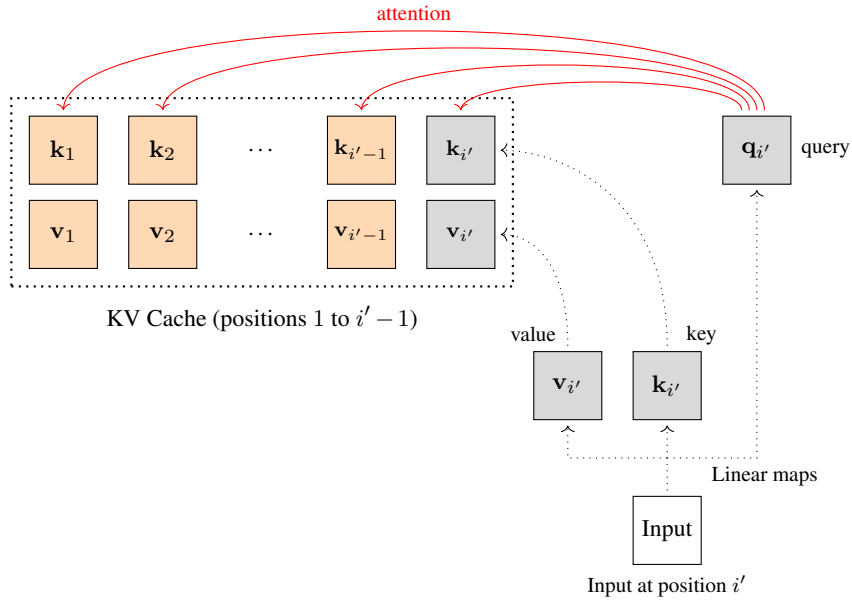 attention
k₁ k₂ ⋯ kᵢ′₋₁ kᵢ′ qᵢ′ query
v₁ v₂ ⋯ vᵢ′₋₁ vᵢ′
KV Cache (positions 1 to i′ − 1)
value key
vᵢ′ kᵢ′
Linear maps
Input
Input at position i′